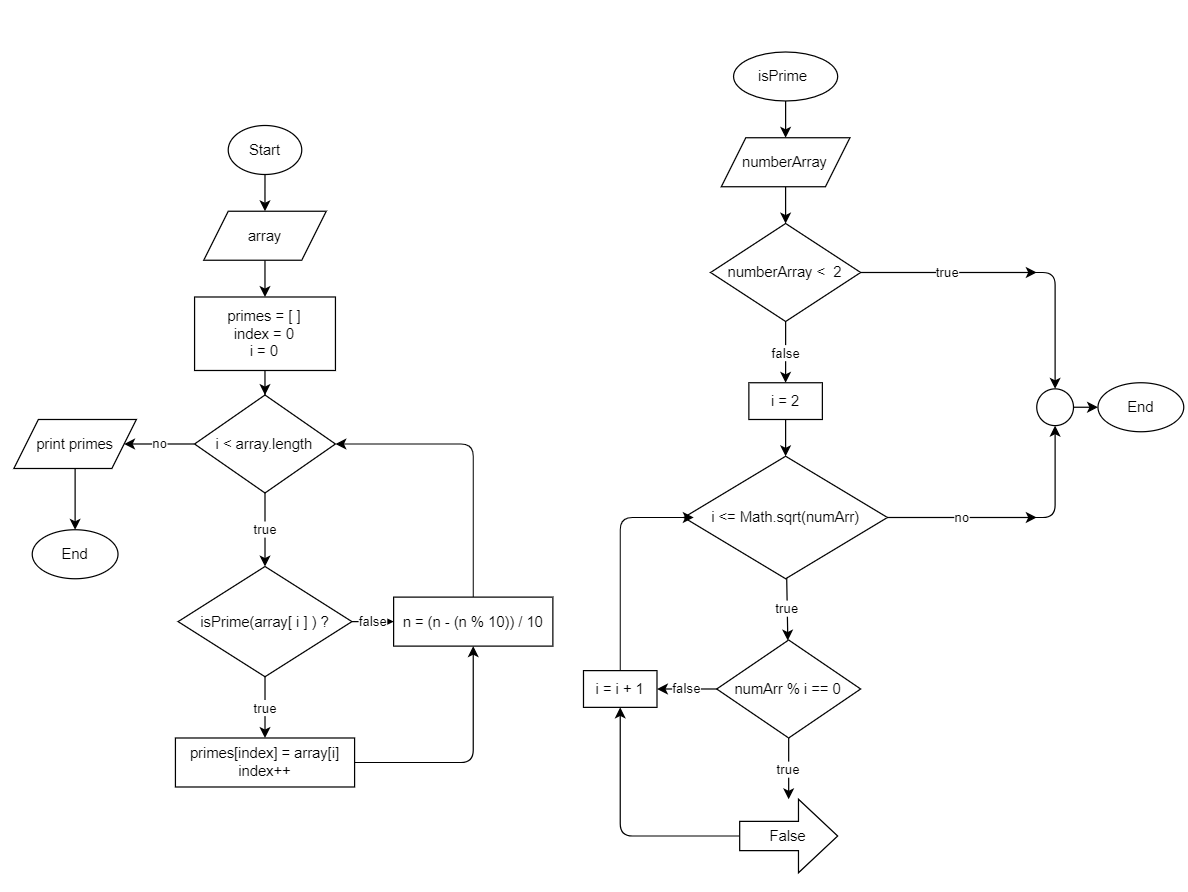 Start
array
primes = [ ]
index = 0
i = 0
i < array.length
no
print primes
End
true
isPrime(array[ i ] ) ?
false
n = (n - (n % 10)) / 10
true
primes[index] = array[i]
index++
isPrime
numberArray
numberArray <  2
true
false
i = 2
End
i <= Math.sqrt(numArr)
no
true
numArr % i == 0
false
i = i + 1
true
False